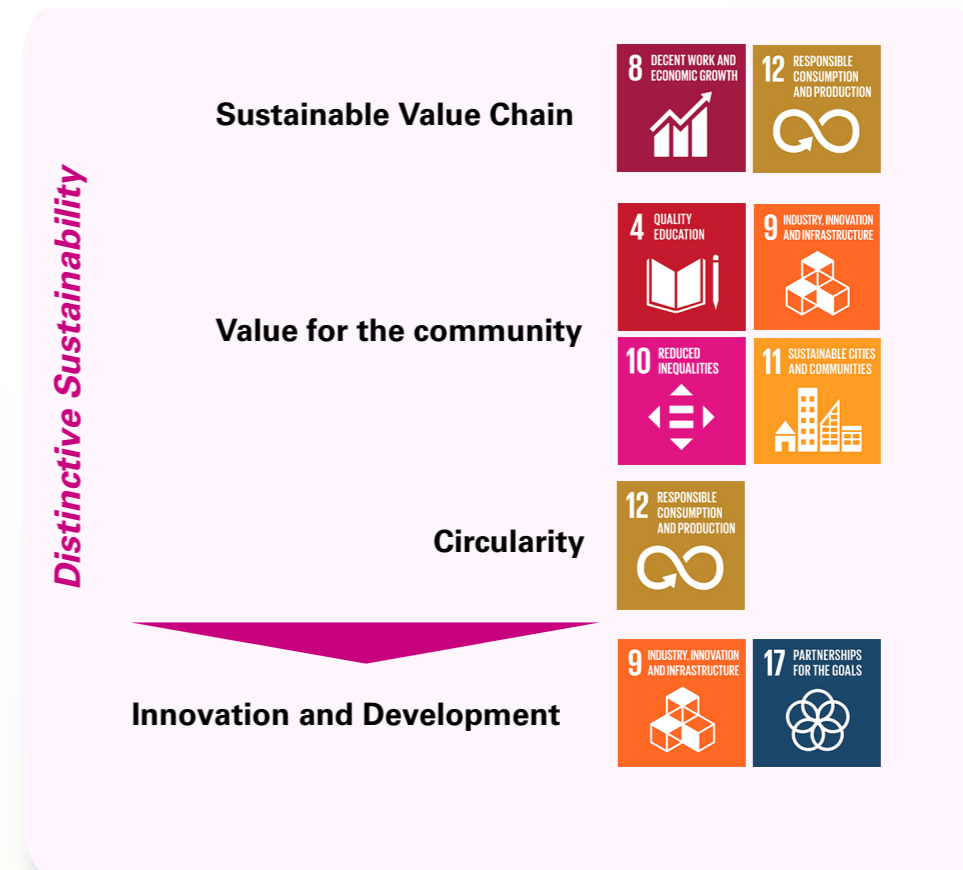 Distinctive Sustainability
Sustainable Value Chain
8 DECENT WORK AND
ECONOMIC GROWTH
12 RESPONSIBLE
CONSUMPTION
AND PRODUCTION
Value for the community
4 QUALITY
EDUCATION
9 INDUSTRY, INNOVATION
AND INFRASTRUCTURE
10 REDUCED
INEQUALITIES
11 SUSTAINABLE CITIES
AND COMMUNITIES
Circularity
12 RESPONSIBLE
CONSUMPTION
AND PRODUCTION
Innovation and Development
9 INDUSTRY, INNOVATION
AND INFRASTRUCTURE
17 PARTNERSHIPS
FOR THE GOALS